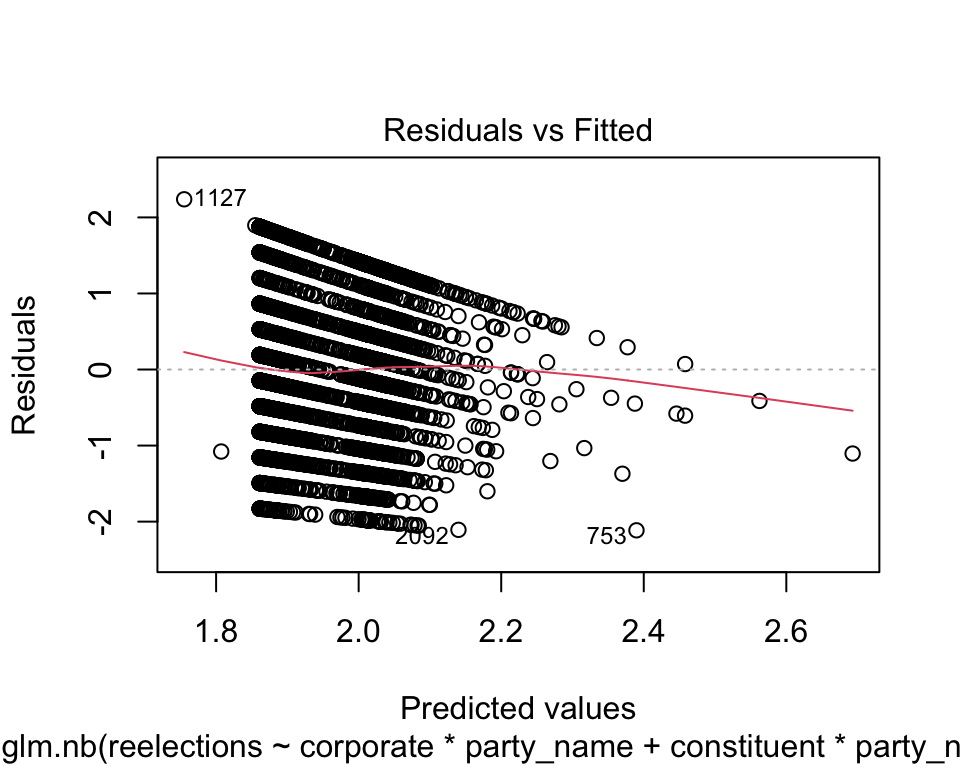 Residuals vs Fitted
1127
2092
753
Residuals
2
1
0
-1
-2
1.8 2.0 2.2 2.4 2.6
Predicted values
glm.nb(reelections ~ corporate * party_name + constituent * party_n